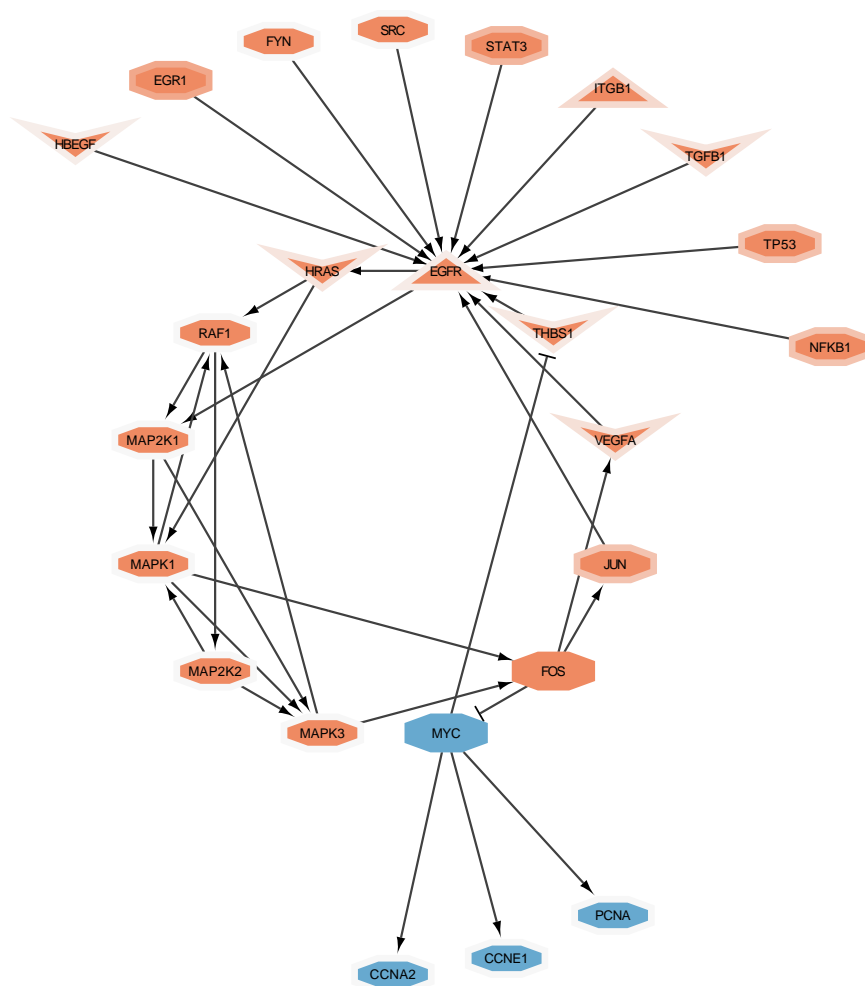 SRC
FYN
STAT3
EGR1
ITGB1
HBEGF
TGFB1
TP53
HRAS
EGFR
RAF1
THBS1
NFKB1
MAP2K1
VEGFA
MAPK1
JUN
MAP2K2
FOS
MAPK3
MYC
PCNA
CCNE1
CCNA2